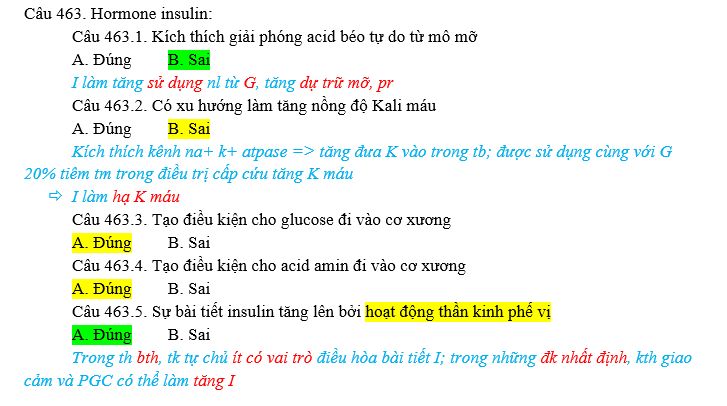 Câu 463. Hormone insulin:
Câu 463.1. Kích thích giải phóng acid béo tự do từ mô mỡ
A. Đúng B. Sai
I làm tăng sử dụng nl từ G, tăng dự trữ mỡ, pr
Câu 463.2. Có xu hướng làm tăng nồng độ Kali máu
A. Đúng B. Sai
Kích thích kênh na+ k+ atpase => tăng đưa K vào trong tb; được sử dụng cùng với G
20% tiêm tm trong điều trị cấp cứu tăng K máu
⇨ I làm hạ K máu
Câu 463.3. Tạo điều kiện cho glucose đi vào cơ xương
A. Đúng B. Sai
Câu 463.4. Tạo điều kiện cho acid amin đi vào cơ xương
A. Đúng B. Sai
Câu 463.5. Sự bài tiết insulin tăng lên bởi hoạt động thần kinh phế vị
A. Đúng B. Sai
Trong th bth, tk tự chủ ít có vai trò điều hòa bài tiết I; trong những đk nhất định, kth giao
cảm và PGC có thể làm tăng I